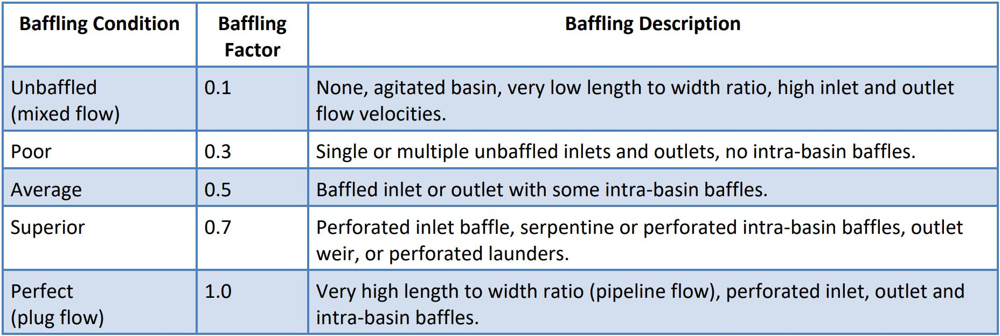 Baffling Condition
Baffling
Factor
Baffling Description
Unbaffled
(mixed flow)
0.1
None, agitated basin, very low length to width ratio, high inlet and outlet
flow velocities.
Poor
0.3
Single or multiple unbaffled inlets and outlets, no intra-basin baffles.
Average
0.5
Baffled inlet or outlet with some intra-basin baffles.
Superior
0.7
Perforated inlet baffle, serpentine or perforated intra-basin baffles, outlet
weir, or perforated launders.
Perfect
(plug flow)
1.0
Very high length to width ratio (pipeline flow), perforated inlet, outlet and
intra-basin baffles.